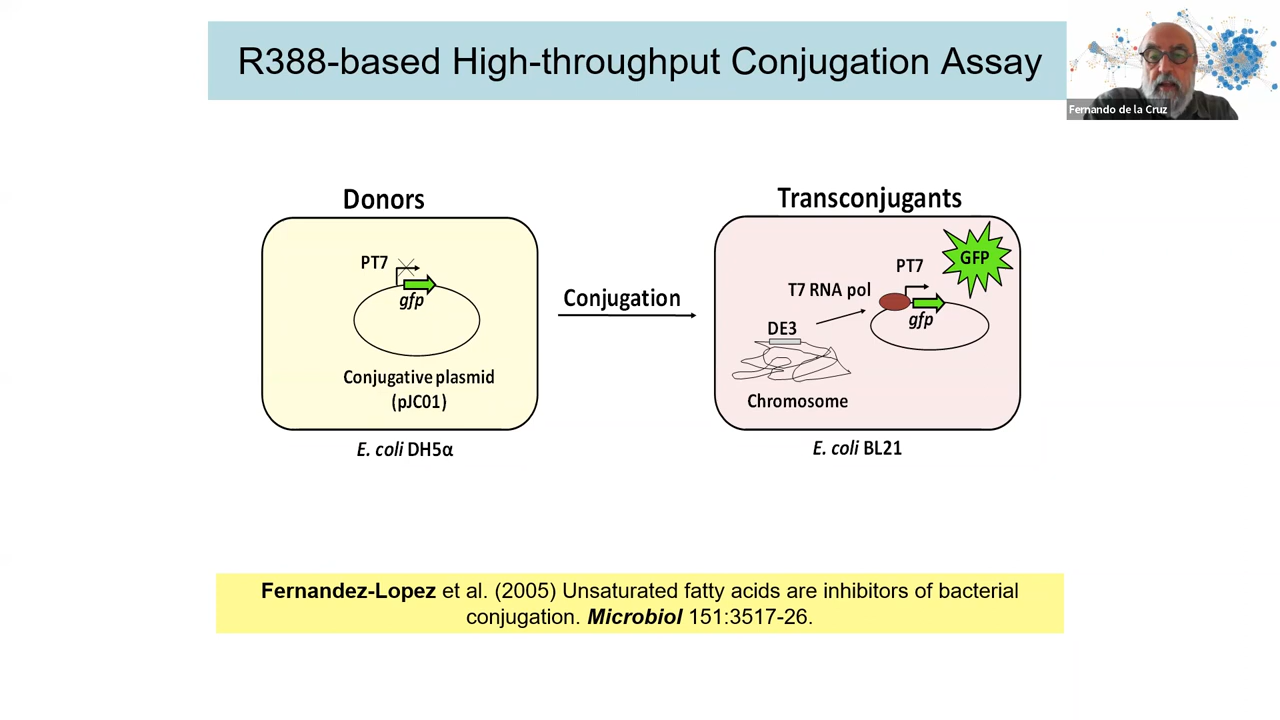 R388-based High-throughput Conjugation Assay
Fernando de la Cruz
Donors
Transconjugants
PT7
gfp
Conjugative plasmid
(pJC01)
E. coli DH5α
Conjugation
GFP
PT7
T7 RNA pol
gfp
DE3
Chromosome
E. coli BL21
Fernandez-Lopez et al. (2005) Unsaturated fatty acids are inhibitors of bacterial
conjugation. Microbiol 151:3517-26.